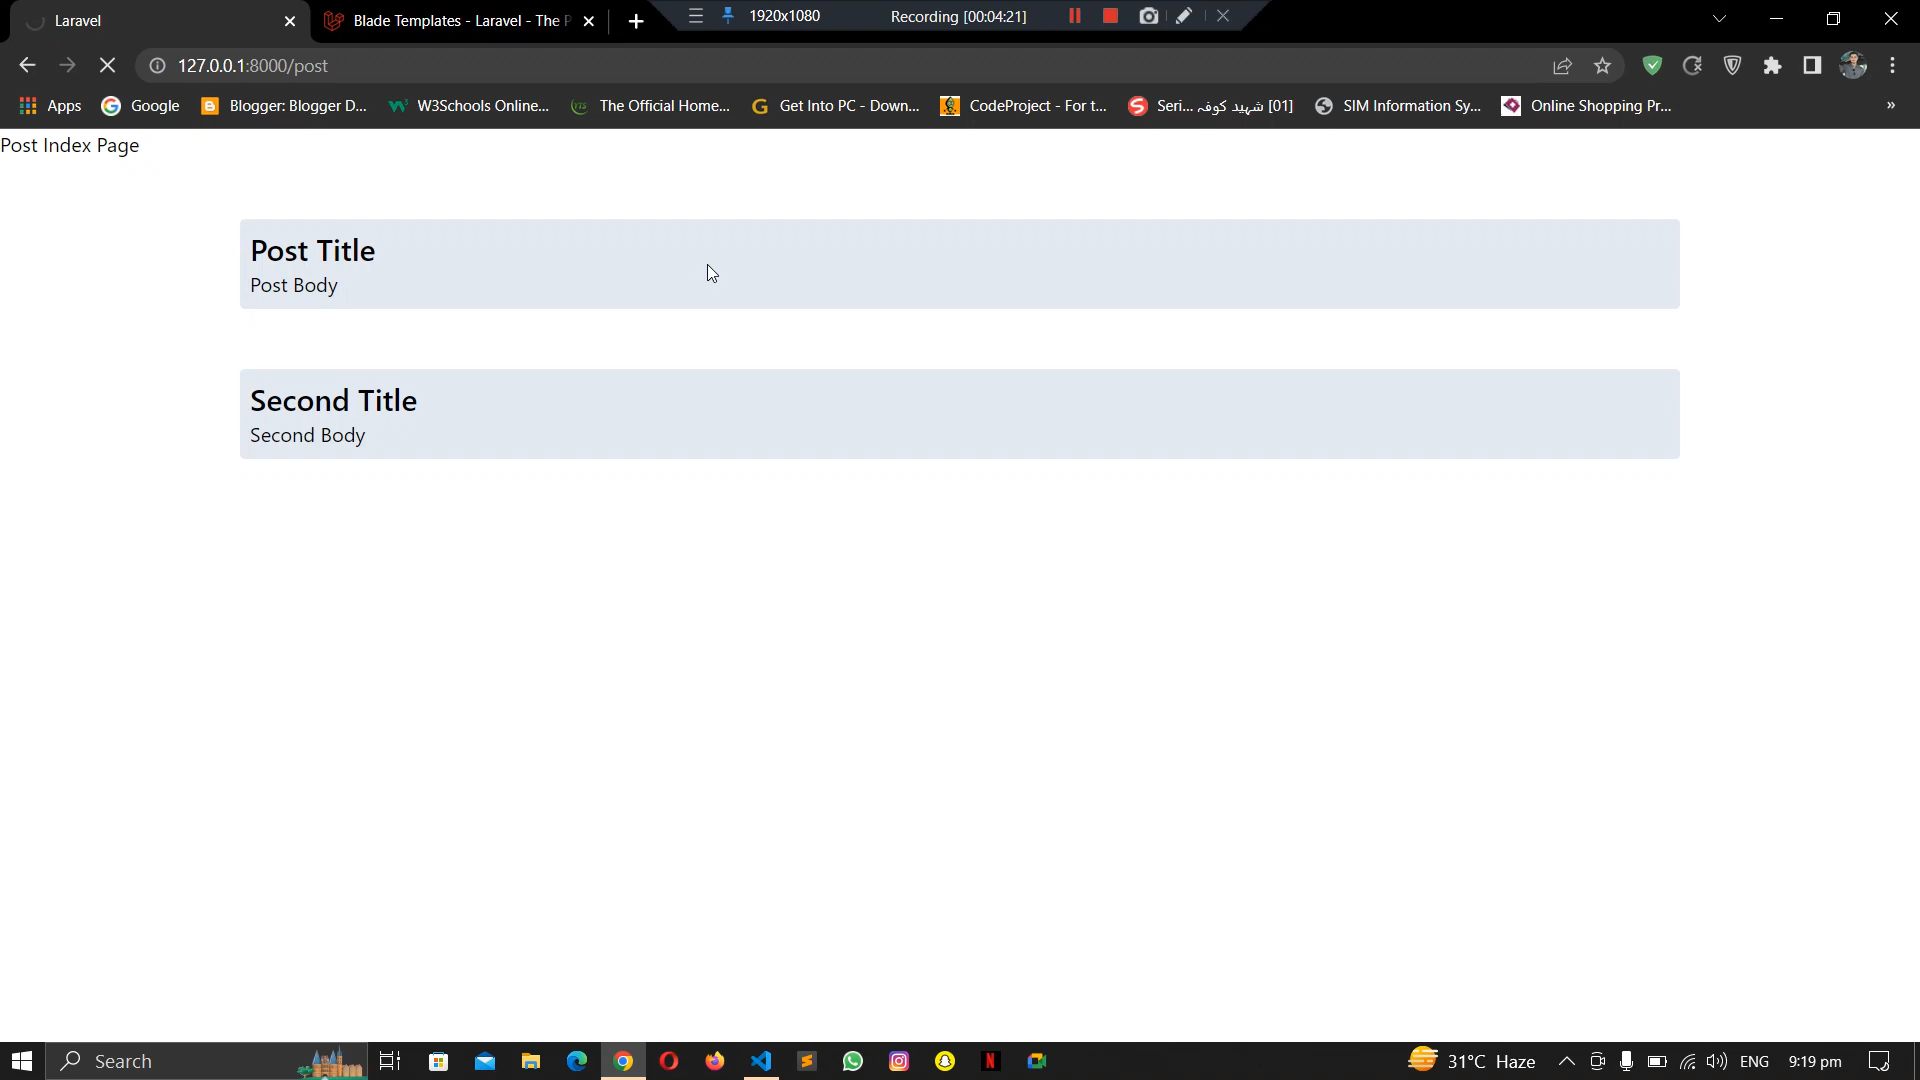 Laravel
Blade Templates - Laravel - The P
1920x1080
Recording [00:04:21]
127.0.0.1:8000/post
Apps
Google
Blogger: Blogger D...
W3Schools Online...
The Official Home...
Get Into PC - Down...
CodeProject - For t...
Seri... شهید کوفہ [01]
SIM Information Sy...
Online Shopping Pr...
»
Post Index Page
Post Title
Post Body
Second Title
Second Body
Search
31°C Haze
ENG
9:19 pm